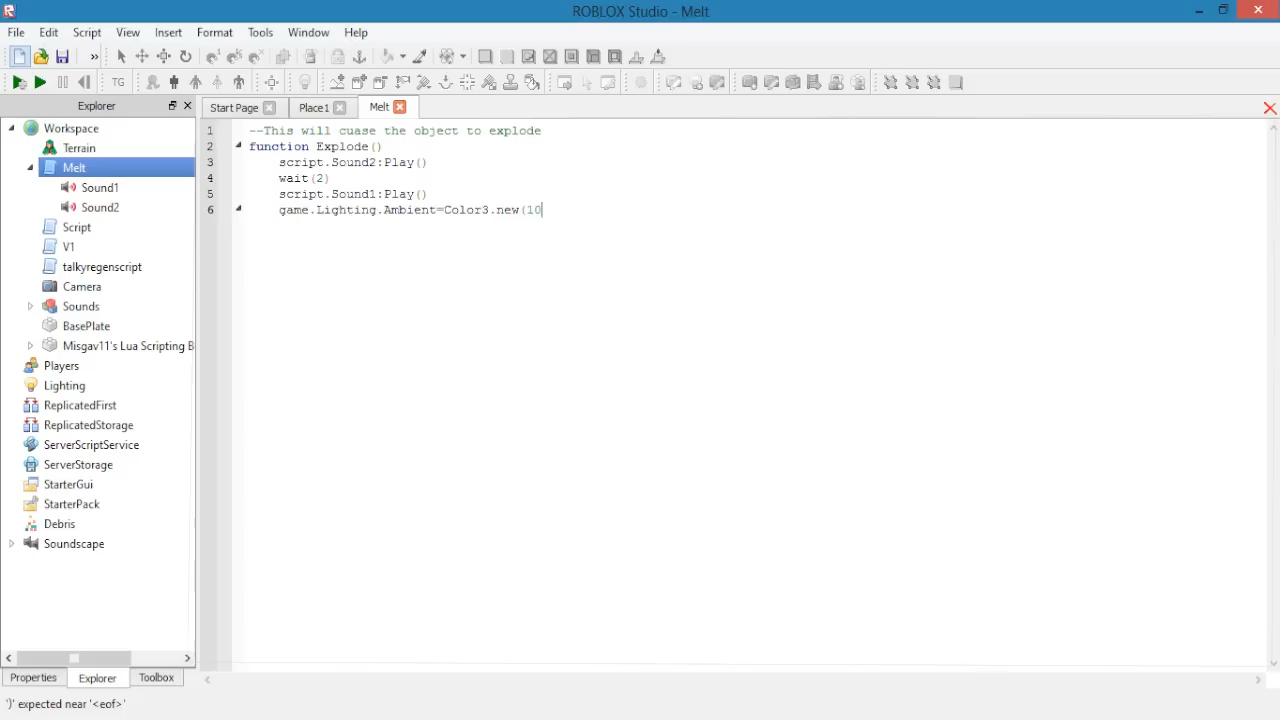 ROBLOX Studio - Melt
File Edit Script View Insert Format Tools Window Help
»
TG
Explorer
Start Page Place1 Melt
Workspace
Terrain
Melt
Sound1
Sound2
Script
V1
talkyregenscript
Camera
Sounds
BasePlate
Misgav11's Lua Scripting B
Players
Lighting
ReplicatedFirst
ReplicatedStorage
ServerScriptService
ServerStorage
StarterGui
StarterPack
Debris
Soundscape
1 --This will cuase the object to explode
2 function Explode()
3 script.Sound2:Play()
4 wait(2)
5 script.Sound1:Play()
6 game.Lighting.Ambient=Color3.new(10
Properties Explorer Toolbox
')' expected near '<eof>'